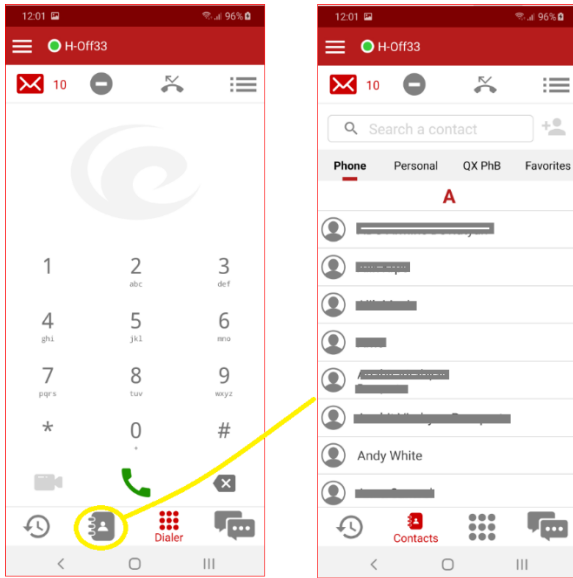 12:01 96%
H-Off33
10
1 2 3
abc def
4 5 6
ghi jkl mno
7 8 9
pqrs tuv wxyz
* 0 #
+
Dialer
12:01 96%
H-Off33
10
Search a contact
Phone Personal QX PhB Favorites
A
Andy White
Contacts